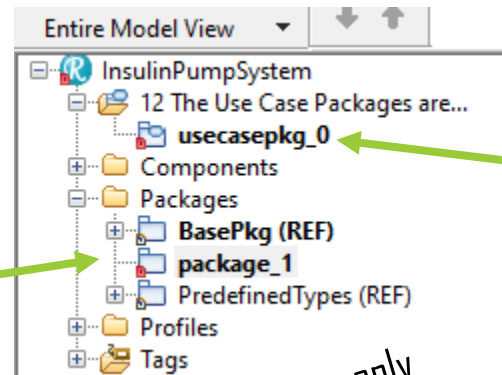 Entire Model View
InsulinPumpSystem
12 The Use Case Packages are...
usecasepkg_0
Components
Packages
BasePkg (REF)
package_1
PredefinedTypes (REF)
Profiles
Tags
only